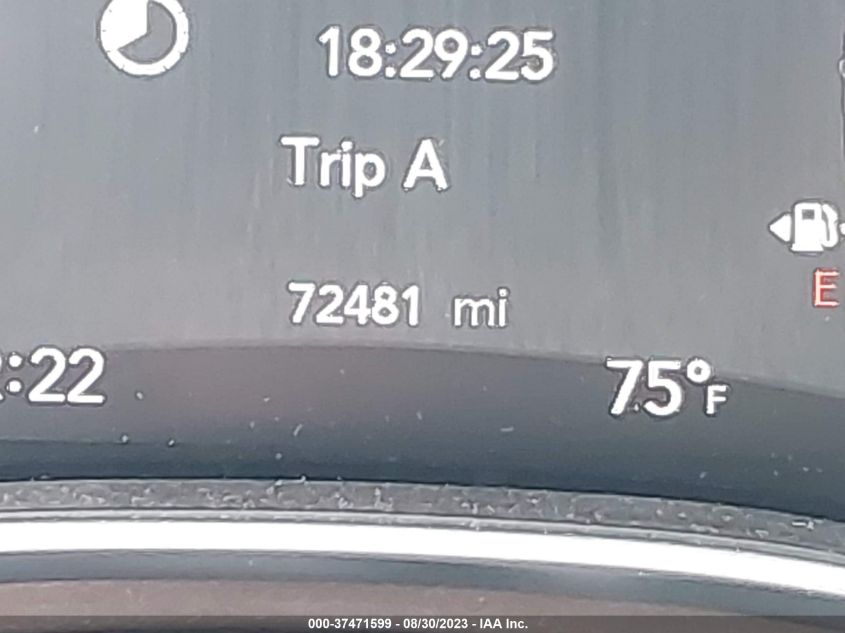 18:29:25
Trip A
72481 mi
:22 75°F
E
000-37471599 - 08/30/2023 - IAA Inc.